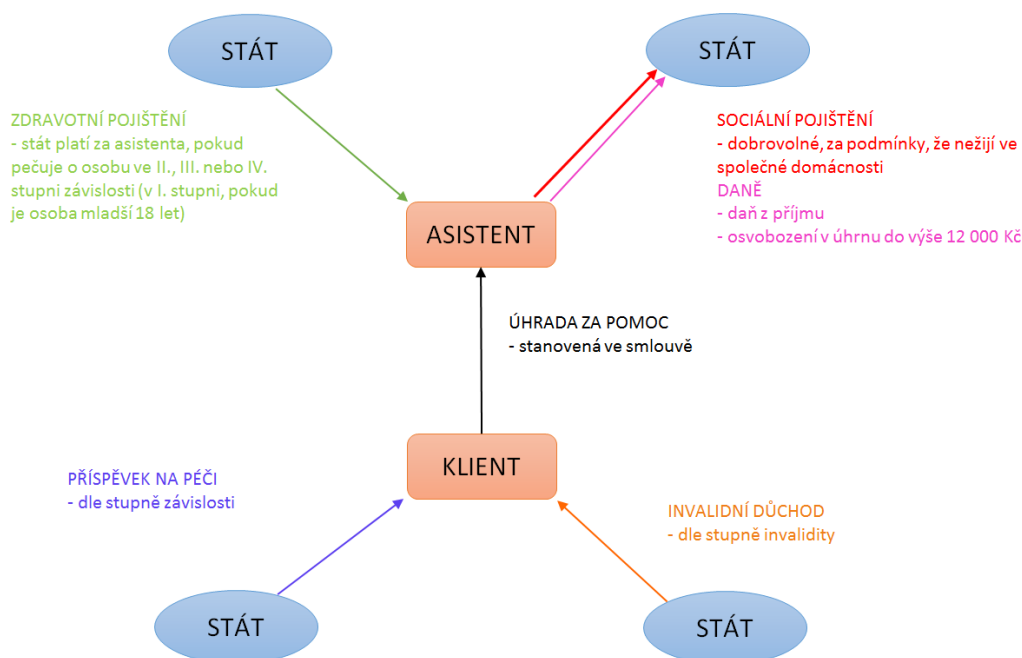 STÁT
STÁT
ZDRAVOTNÍ POJIŠTĚNÍ
- stát platí za asistenta, pokud
pečuje o osobu ve II., III. nebo IV.
stupni závislosti (v I. stupni, pokud
je osoba mladší 18 let)
SOCIÁLNÍ POJIŠTĚNÍ
- dobrovolné, za podmínky, že nežijí ve
společné domácnosti
DANĚ
- daň z příjmu
- osvobození v úhrnu do výše 12 000 Kč
ASISTENT
ÚHRADA ZA POMOC
- stanovená ve smlouvě
KLIENT
PŘÍSPĚVEK NA PÉČI
- dle stupně závislosti
INVALIDNÍ DŮCHOD
- dle stupně invalidity
STÁT
STÁT